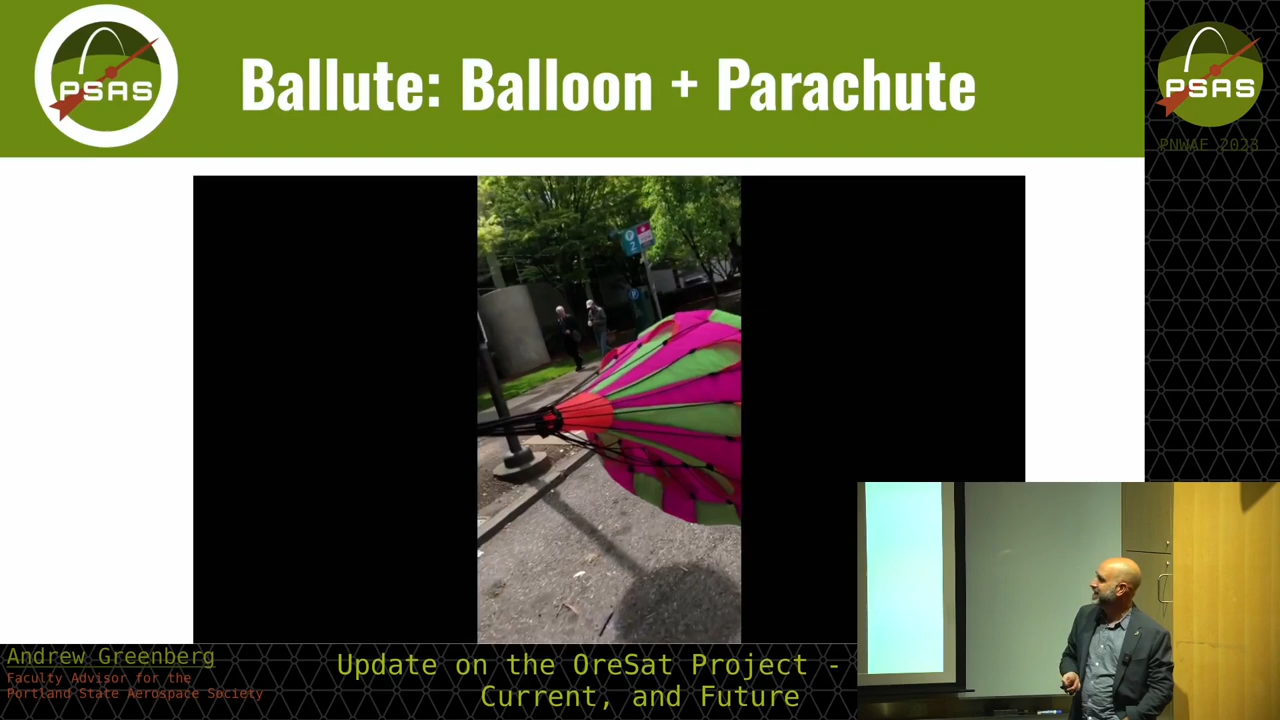 PSAS
Ballute: Balloon + Parachute
PSAS
PNWAE 2023
P
2
P
Andrew Greenberg
Faculty Advisor for the
Portland State Aerospace Society
Update on the OreSat Project -
Current, and Future